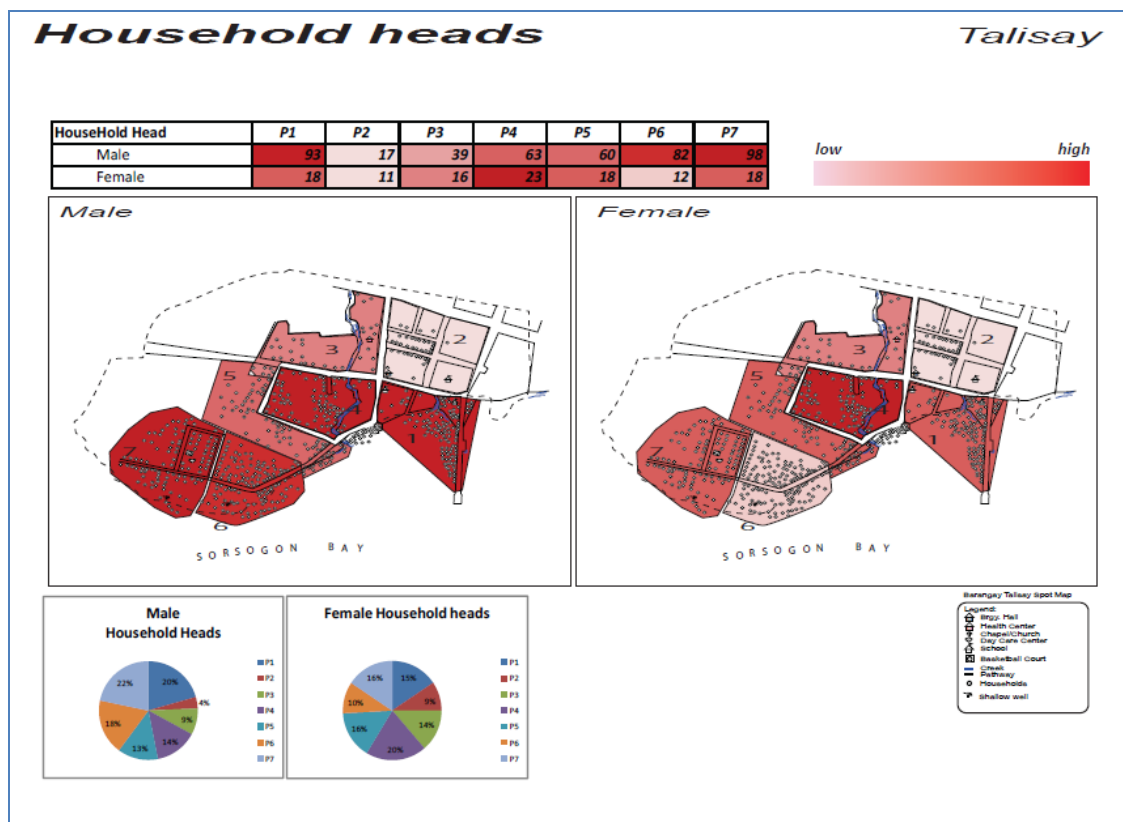 Household heads
Talisay
HouseHold Head P1 P2 P3 P4 P5 P6 P7
Male 93 17 39 63 60 82 98
Female 18 11 16 23 18 12 18
low high
Male
2
3
5
4
1
7
6
SORSOGON BAY
Female
2
3
5
4
1
7
6
SORSOGON BAY
Male
Household Heads
20%
4%
9%
14%
13%
18%
22%
P1
P2
P3
P4
P5
P6
P7
Female Household heads
15%
9%
14%
20%
16%
10%
16%
P1
P2
P3
P4
P5
P6
P7
Barangay Talisay Spot Map
Legend:
Brgy. Hall
Health Center
Chapel/Church
Day Care Center
School
Basketball Court
Creek
Pathway
Households
Shallow well